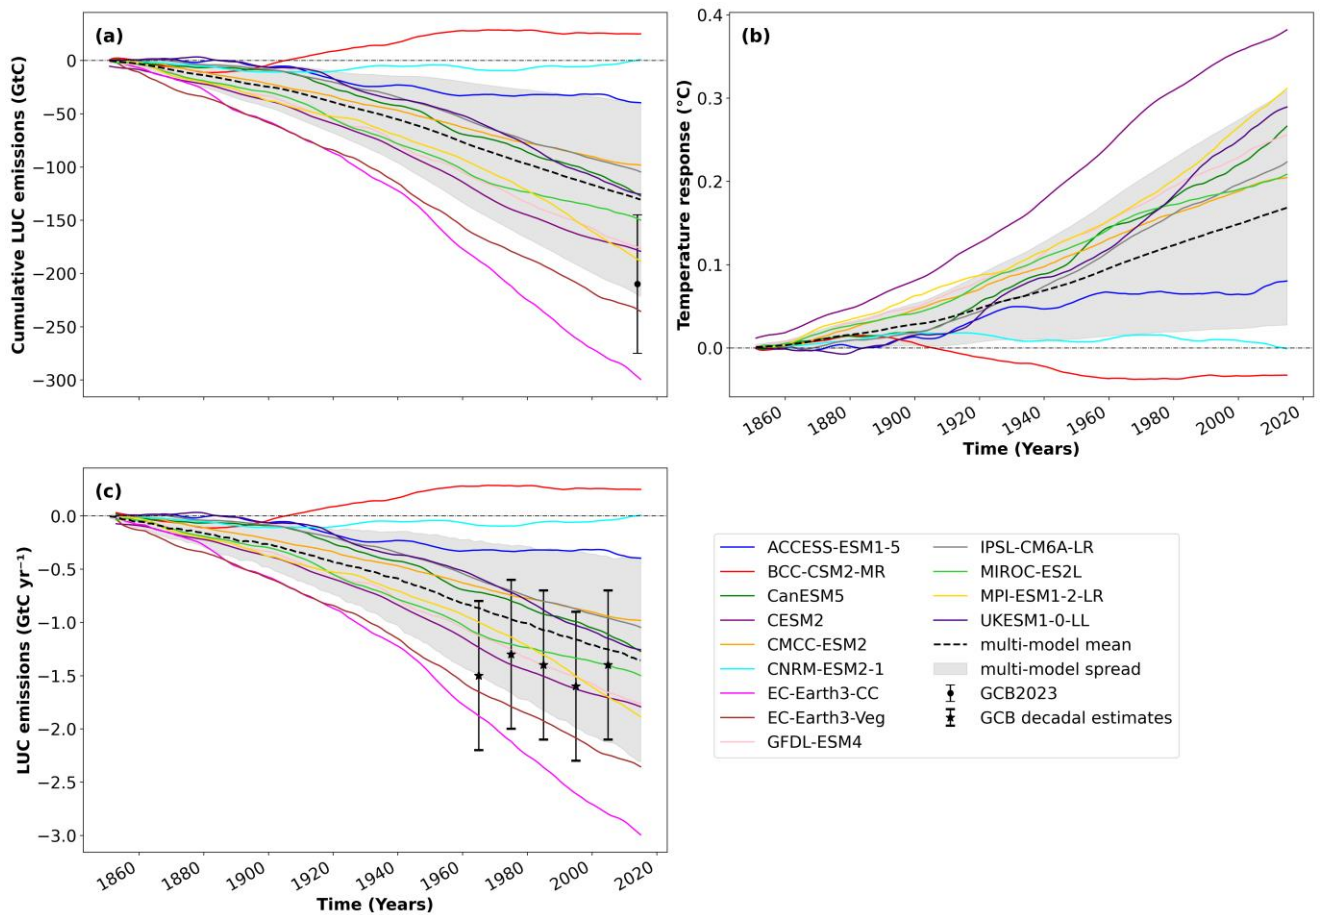 (a)
Cumulative LUC emissions (GtC)
0
−50
−100
−150
−200
−250
−300
(b)
Temperature response (°C)
0.4
0.3
0.2
0.1
0.0
1860
1880
1900
1920
1940
1960
1980
2000
2020
Time (Years)
(c)
LUC emissions (GtC yr⁻¹)
0.0
−0.5
−1.0
−1.5
−2.0
−2.5
−3.0
1860
1880
1900
1920
1940
1960
1980
2000
2020
Time (Years)
ACCESS-ESM1-5
BCC-CSM2-MR
CanESM5
CESM2
CMCC-ESM2
CNRM-ESM2-1
EC-Earth3-CC
EC-Earth3-Veg
GFDL-ESM4
IPSL-CM6A-LR
MIROC-ES2L
MPI-ESM1-2-LR
UKESM1-0-LL
multi-model mean
multi-model spread
GCB2023
GCB decadal estimates